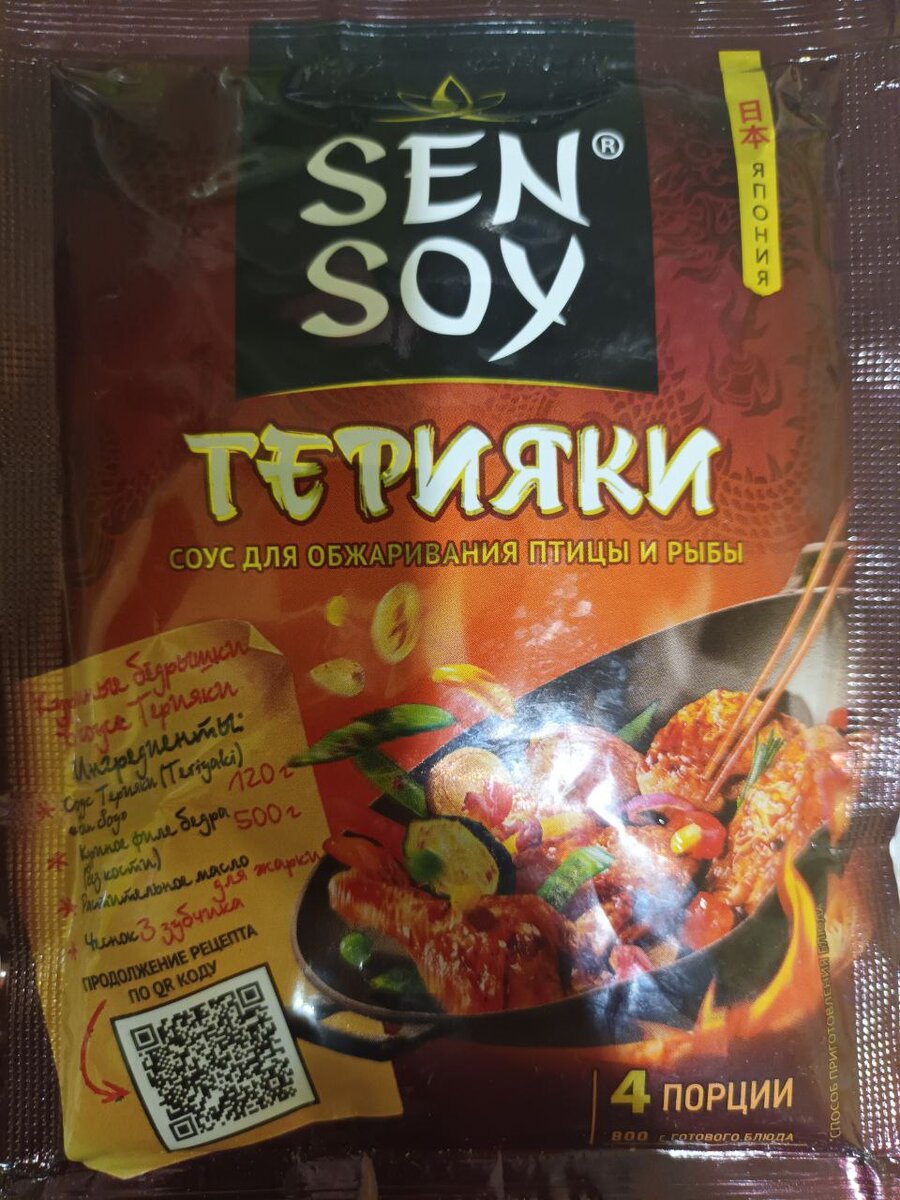 SEN®
SOY
日本 ЯПОНИЯ
ТЕРИЯКИ
СОУС ДЛЯ ОБЖАРИВАНИЯ ПТИЦЫ И РЫБЫ
Куриные бёдрышки
в соусе Терияки
Ингредиенты:
* Соус Терияки (Teriyaki) 120 г
Sen Soy
* Куриное филе бедра 500 г
(без кости)
* Растительное масло
для жарки
* Чеснок 3 зубчика
ПРОДОЛЖЕНИЕ РЕЦЕПТА
ПО QR КОДУ
4 ПОРЦИИ
800 г ГОТОВОГО БЛЮДА
СПОСОБ ПРИГОТОВЛЕНИЯ БЛЮДА